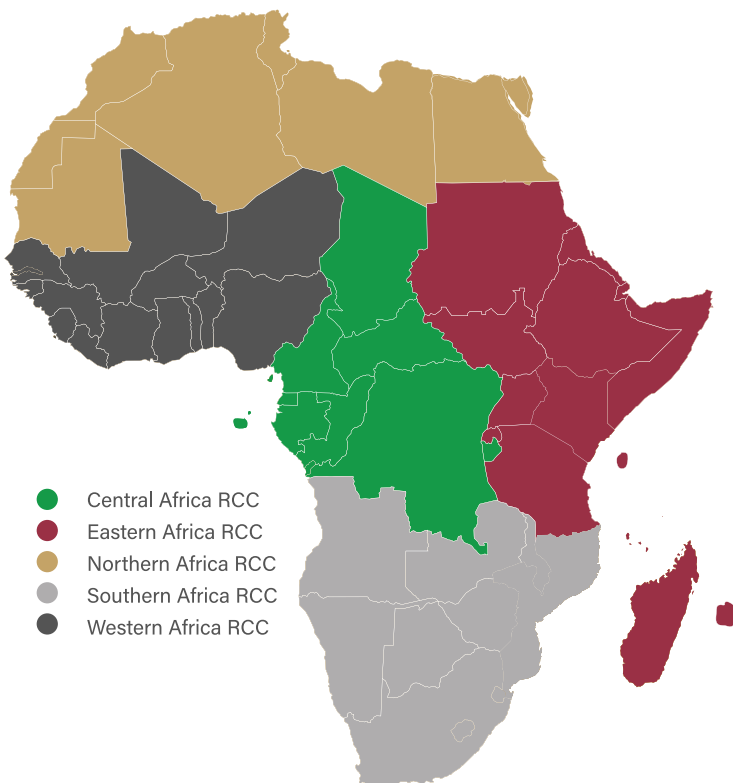 Central Africa RCC
Eastern Africa RCC
Northern Africa RCC
Southern Africa RCC
Western Africa RCC